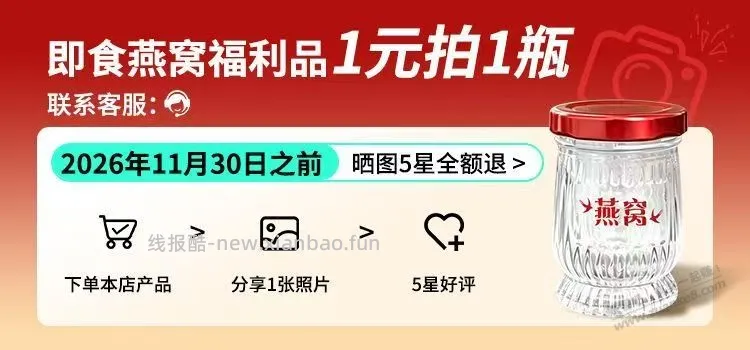 即食燕窝福利品1元拍1瓶
联系客服：
2026年11月30日之前 晒图5星全额退 >
燕窝
线报酷-new.xianbao.fun
下单本店产品 > 分享1张照片 > 5星好评